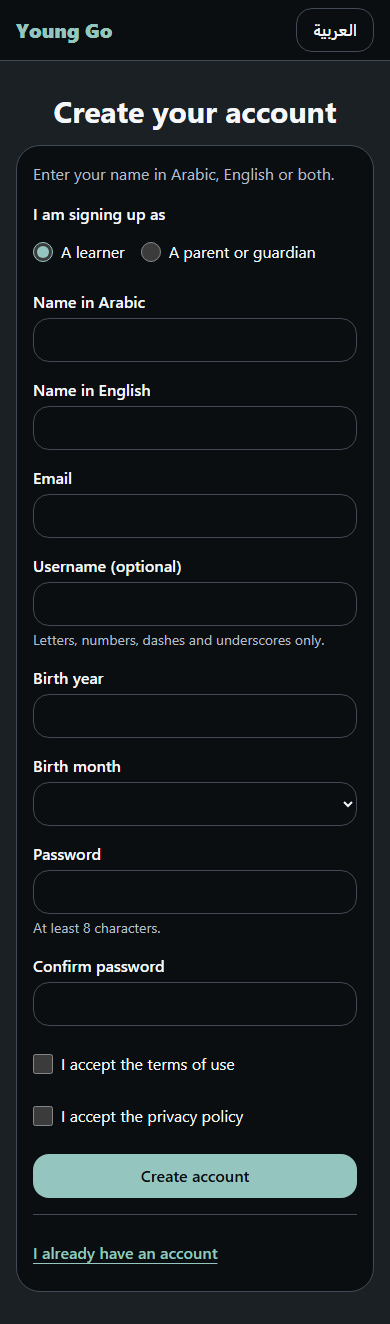 Young Go
العربية
Create your account
Enter your name in Arabic, English or both.
I am signing up as
A learner
A parent or guardian
Name in Arabic
Name in English
Email
Username (optional)
Letters, numbers, dashes and underscores only.
Birth year
Birth month
Password
At least 8 characters.
Confirm password
I accept the terms of use
I accept the privacy policy
Create account
I already have an account